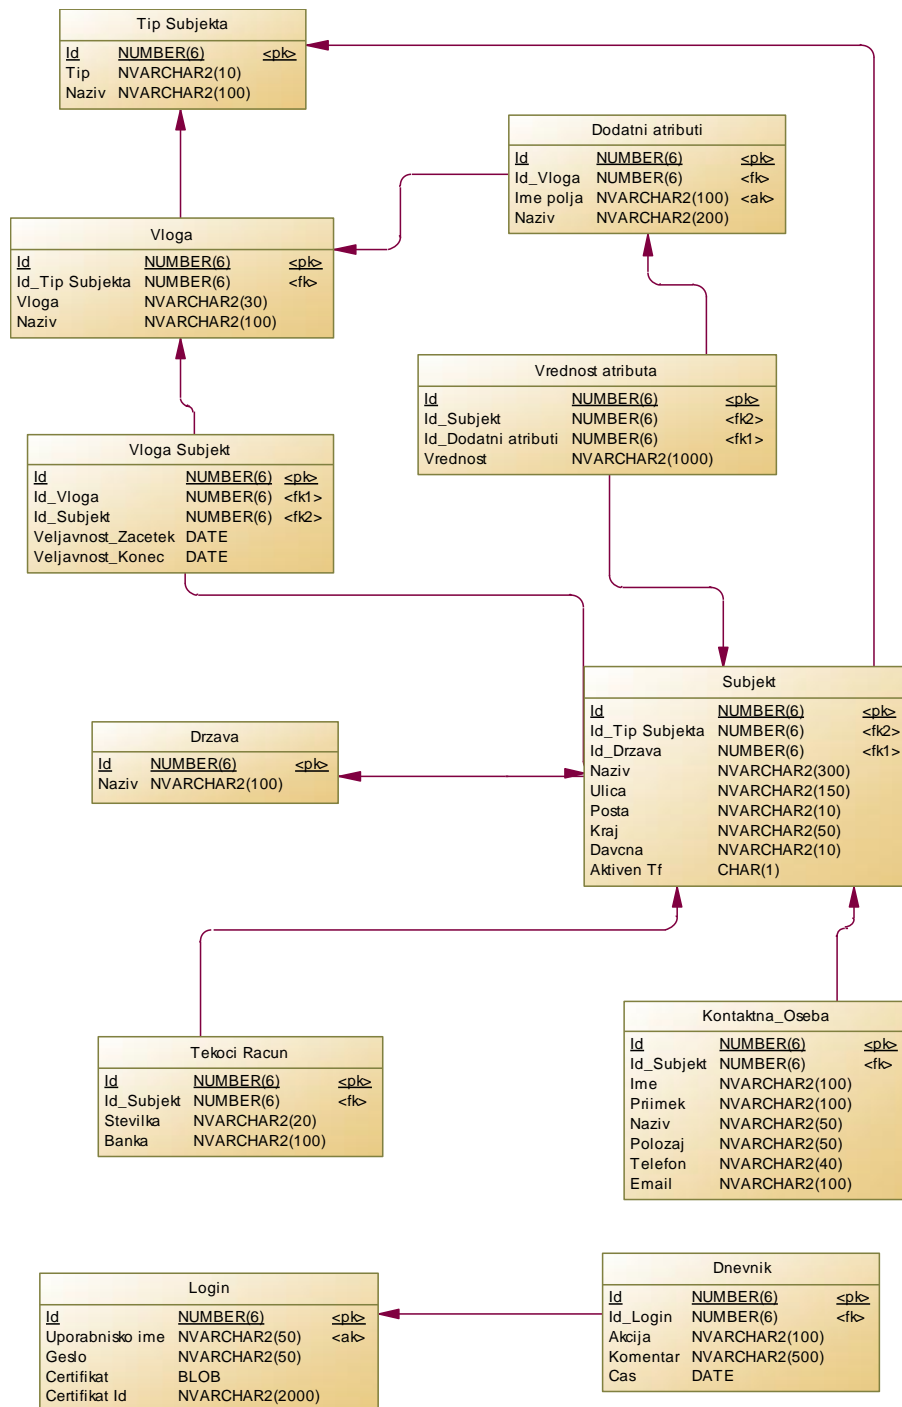 Tip Subjekta
Id NUMBER(6) <pk>
Tip NVARCHAR2(10)
Naziv NVARCHAR2(100)
Dodatni atributi
Id NUMBER(6) <pk>
Id_Vloga NUMBER(6) <fk>
Ime polja NVARCHAR2(100) <ak>
Naziv NVARCHAR2(200)
Vloga
Id NUMBER(6) <pk>
Id_Tip Subjekta NUMBER(6) <fk>
Vloga NVARCHAR2(30)
Naziv NVARCHAR2(100)
Vrednost atributa
Id NUMBER(6) <pk>
Id_Subjekt NUMBER(6) <fk2>
Id_Dodatni atributi NUMBER(6) <fk1>
Vrednost NVARCHAR2(1000)
Vloga Subjekt
Id NUMBER(6) <pk>
Id_Vloga NUMBER(6) <fk1>
Id_Subjekt NUMBER(6) <fk2>
Veljavnost_Zacetek DATE
Veljavnost_Konec DATE
Subjekt
Id NUMBER(6) <pk>
Id_Tip Subjekta NUMBER(6) <fk2>
Id_Drzava NUMBER(6) <fk1>
Naziv NVARCHAR2(300)
Ulica NVARCHAR2(150)
Posta NVARCHAR2(10)
Kraj NVARCHAR2(50)
Davcna NVARCHAR2(10)
Aktiven Tf CHAR(1)
Drzava
Id NUMBER(6) <pk>
Naziv NVARCHAR2(100)
Tekoci Racun
Id NUMBER(6) <pk>
Id_Subjekt NUMBER(6) <fk>
Stevilka NVARCHAR2(20)
Banka NVARCHAR2(100)
Kontaktna_Oseba
Id NUMBER(6) <pk>
Id_Subjekt NUMBER(6) <fk>
Ime NVARCHAR2(100)
Priimek NVARCHAR2(100)
Naziv NVARCHAR2(50)
Polozaj NVARCHAR2(50)
Telefon NVARCHAR2(40)
Email NVARCHAR2(100)
Login
Id NUMBER(6) <pk>
Uporabnisko ime NVARCHAR2(50) <ak>
Geslo NVARCHAR2(50)
Certifikat BLOB
Certifikat Id NVARCHAR2(2000)
Dnevnik
Id NUMBER(6) <pk>
Id_Login NUMBER(6) <fk>
Akcija NVARCHAR2(100)
Komentar NVARCHAR2(500)
Cas DATE